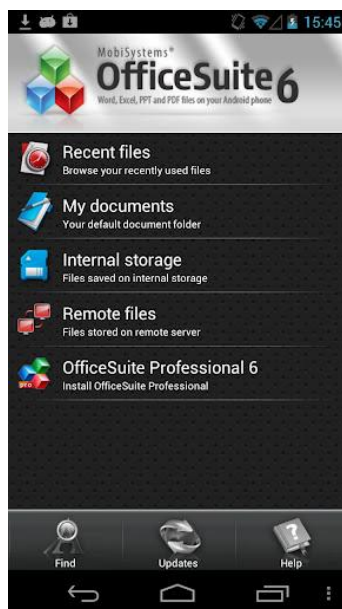 15:45
MobiSystems®
OfficeSuite 6
Word, Excel, PPT and PDF files on your Android phone
Recent files
Browse your recently used files
My documents
Your default document folder
Internal storage
Files saved on internal storage
Remote files
Files stored on remote server
PRO
OfficeSuite Professional 6
Install OfficeSuite Professional
Find
Updates
Help